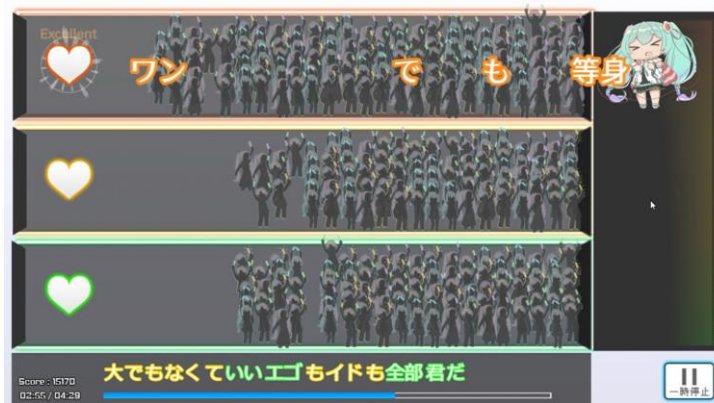 Excellent
ワン でも 等身
大でもなくていいエゴもイドも全部君だ
Score : 15170
02:55 / 04:29
一時停止